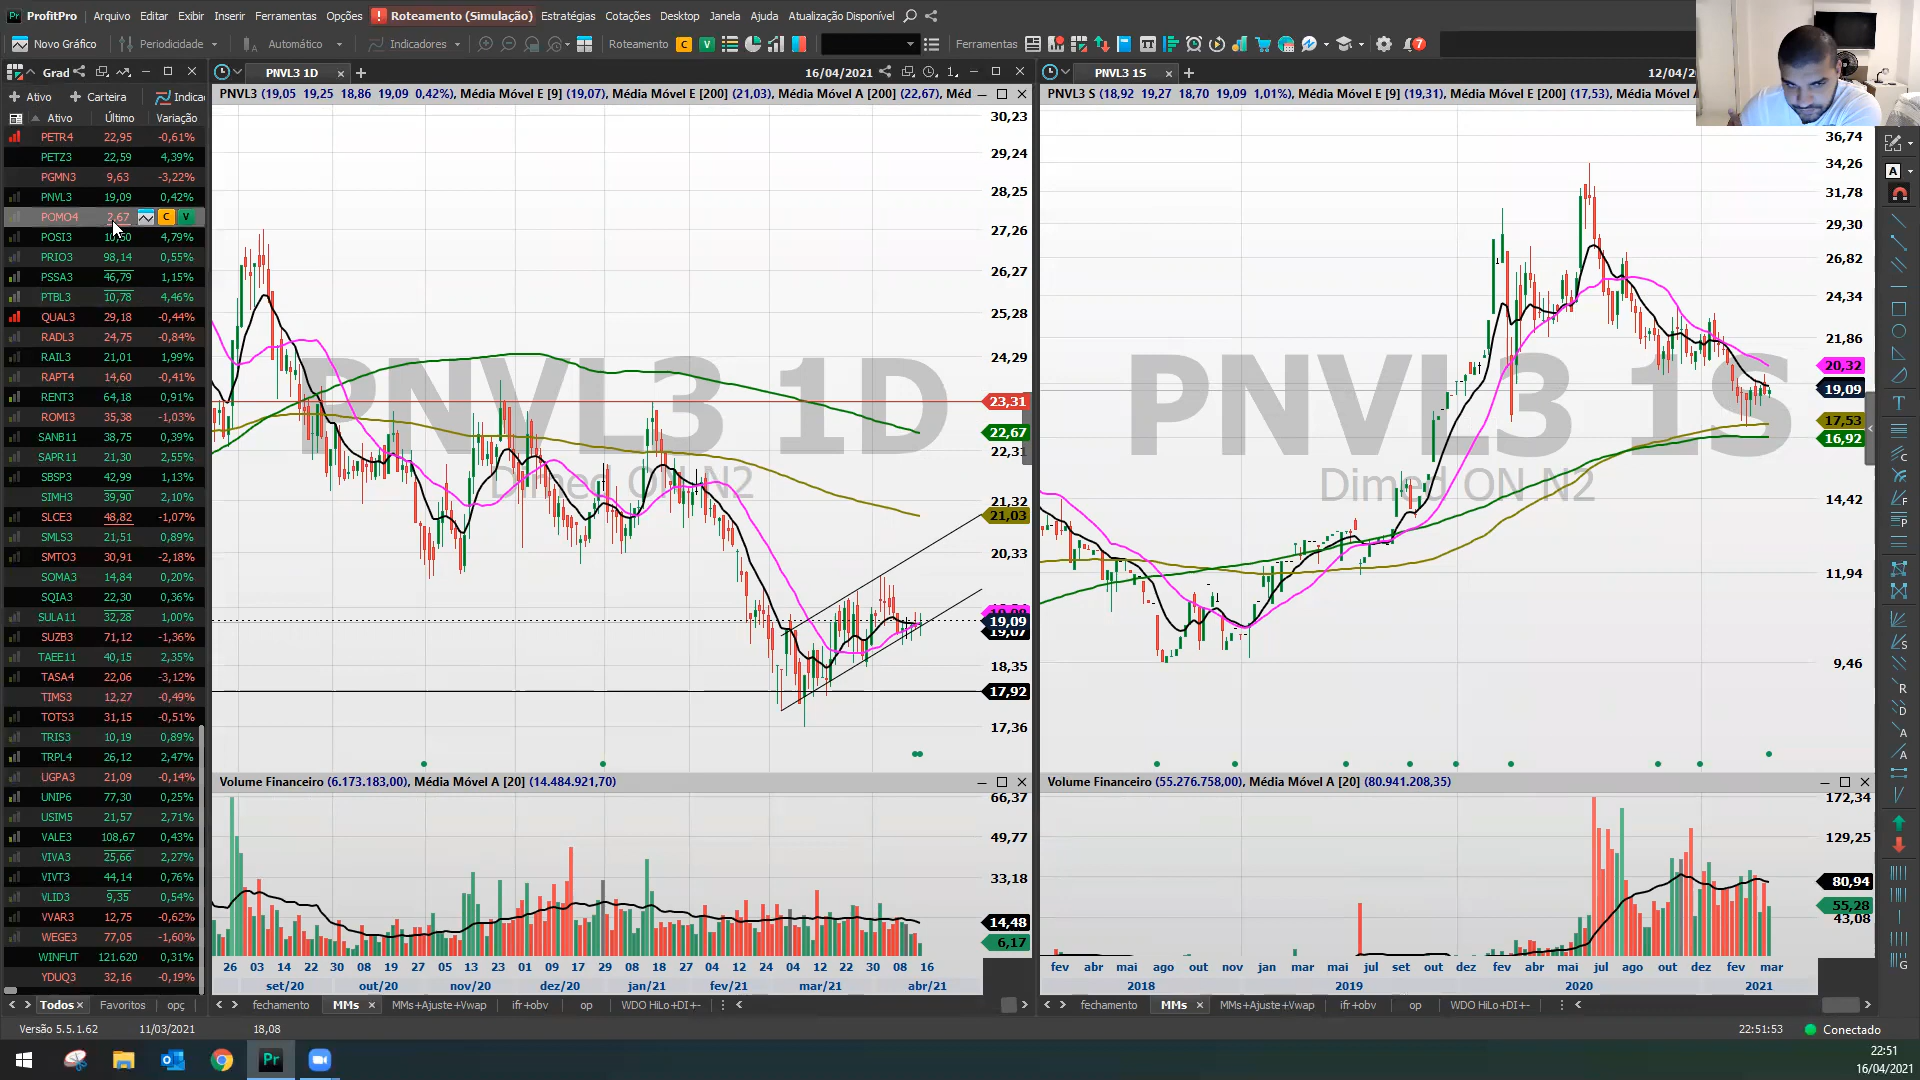 ProfitPro Arquivo Editar Exibir Inserir Ferramentas Opções Roteamento (Simulação) Estratégias Cotações Desktop Janela Ajuda Atualização Disponível
Novo Gráfico Periodicidade Automático Indicadores Roteamento C V Ferramentas 7
Grad
PNVL3 1D
16/04/2021
PNVL3 1S
12/04/2
Ativo Carteira Indica
PNVL3 (19,05 19,25 18,86 19,09 0,42%), Média Móvel E [9] (19,07), Média Móvel E [200] (21,03), Média Móvel A [200] (22,67), Méd
PNVL3 S (18,92 19,27 18,70 19,09 1,01%), Média Móvel E [9] (19,31), Média Móvel E [200] (17,53), Média Móvel A
Ativo Último Variação
PETR4 22,95 -0,61%
PETZ3 22,59 4,39%
PGMN3 9,63 -3,22%
PNVL3 19,09 0,42%
POMO4 2,67 C V
POSI3 4,79%
PRIO3 98,14 0,55%
PSSA3 46,79 1,15%
PTBL3 10,78 4,46%
QUAL3 29,18 -0,44%
RADL3 24,75 -0,84%
RAIL3 21,01 1,99%
RAPT4 14,60 -0,41%
RENT3 64,18 0,91%
ROMI3 35,38 -1,03%
SANB11 38,75 0,39%
SAPR11 21,30 2,55%
SBSP3 42,99 1,13%
SIMH3 39,90 2,10%
SLCE3 48,82 -1,07%
SMLS3 21,51 0,89%
SMTO3 30,91 -2,18%
SOMA3 14,84 0,20%
SQIA3 22,30 0,36%
SULA11 32,28 1,00%
SUZB3 71,12 -1,36%
TAEE11 40,15 2,35%
TASA4 22,06 -3,12%
TIMS3 12,27 -0,49%
TOTS3 31,15 -0,51%
TRIS3 10,19 0,89%
TRPL4 26,12 2,47%
UGPA3 21,09 -0,14%
UNIP6 77,30 0,25%
USIM5 21,57 2,71%
VALE3 108,67 0,43%
VIVA3 25,66 2,27%
VIVT3 44,14 0,76%
VLID3 9,35 0,54%
VVAR3 12,75 -0,62%
WEGE3 77,05 -1,60%
WINFUT 121.620 0,31%
YDUQ3 32,16 -0,19%
PNVL3 1D
Dimed ON N2
30,23
29,24
28,25
27,26
26,27
25,28
24,29
23,31
22,67
22,31
21,32
21,03
20,33
19,09
19,07
18,35
17,92
17,36
PNVL3 1S
Dimed ON N2
36,74
34,26
31,78
29,30
26,82
24,34
21,86
20,32
19,09
17,53
16,92
14,42
11,94
9,46
Volume Financeiro (6.173.183,00), Média Móvel A [20] (14.484.921,70)
66,37
49,77
33,18
14,48
6,17
Volume Financeiro (55.276.758,00), Média Móvel A [20] (80.941.208,35)
172,34
129,25
80,94
55,28
43,08
26 03 14 22 30 08 19 27 05 13 23 01 09 17 29 08 18 27 04 12 24 04 12 22 30 08 16
set/20 out/20 nov/20 dez/20 jan/21 fev/21 mar/21 abr/21
fev abr mai ago out nov jan mar mai jul set out dez fev abr mai jul ago out dez fev mar
2018 2019 2020 2021
Todos Favoritos opç
fechamento MMs MMs+Ajuste+Vwap ifr+obv op WDO HiLo+DI+-
fechamento MMs MMs+Ajuste+Vwap ifr+obv op WDO HiLo+DI+-
Versão 5.5.1.62 11/03/2021 18,08 22:51:53 Conectado
Pr
22:51
16/04/2021